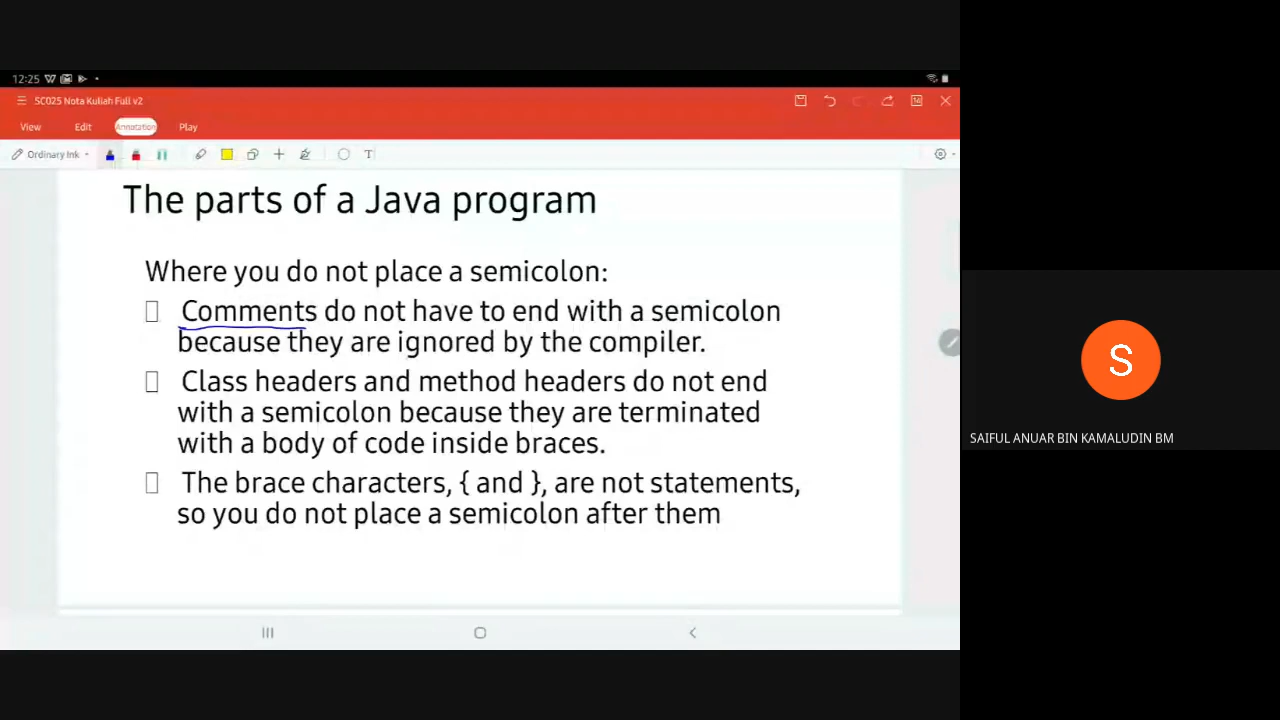 12:25
SC025 Nota Kuliah Full v2
View Edit Annotation Play
Ordinary Ink
The parts of a Java program
Where you do not place a semicolon:
Comments do not have to end with a semicolon
because they are ignored by the compiler.
Class headers and method headers do not end
with a semicolon because they are terminated
with a body of code inside braces.
The brace characters, { and }, are not statements,
so you do not place a semicolon after them
S
SAIFUL ANUAR BIN KAMALUDIN BM